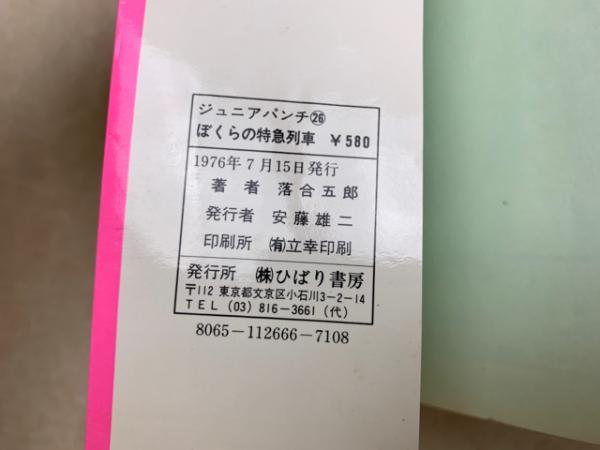 ジュニアパンチ㉖
ぼくらの特急列車 ¥580
1976年7月15日発行
著者 落合五郎
発行者 安藤雄二
印刷所 ㈲立幸印刷
発行所 ㈱ひばり書房
〒112 東京都文京区小石川3-2-14
TEL (03) 816-3661 (代)
8065-112666-7108